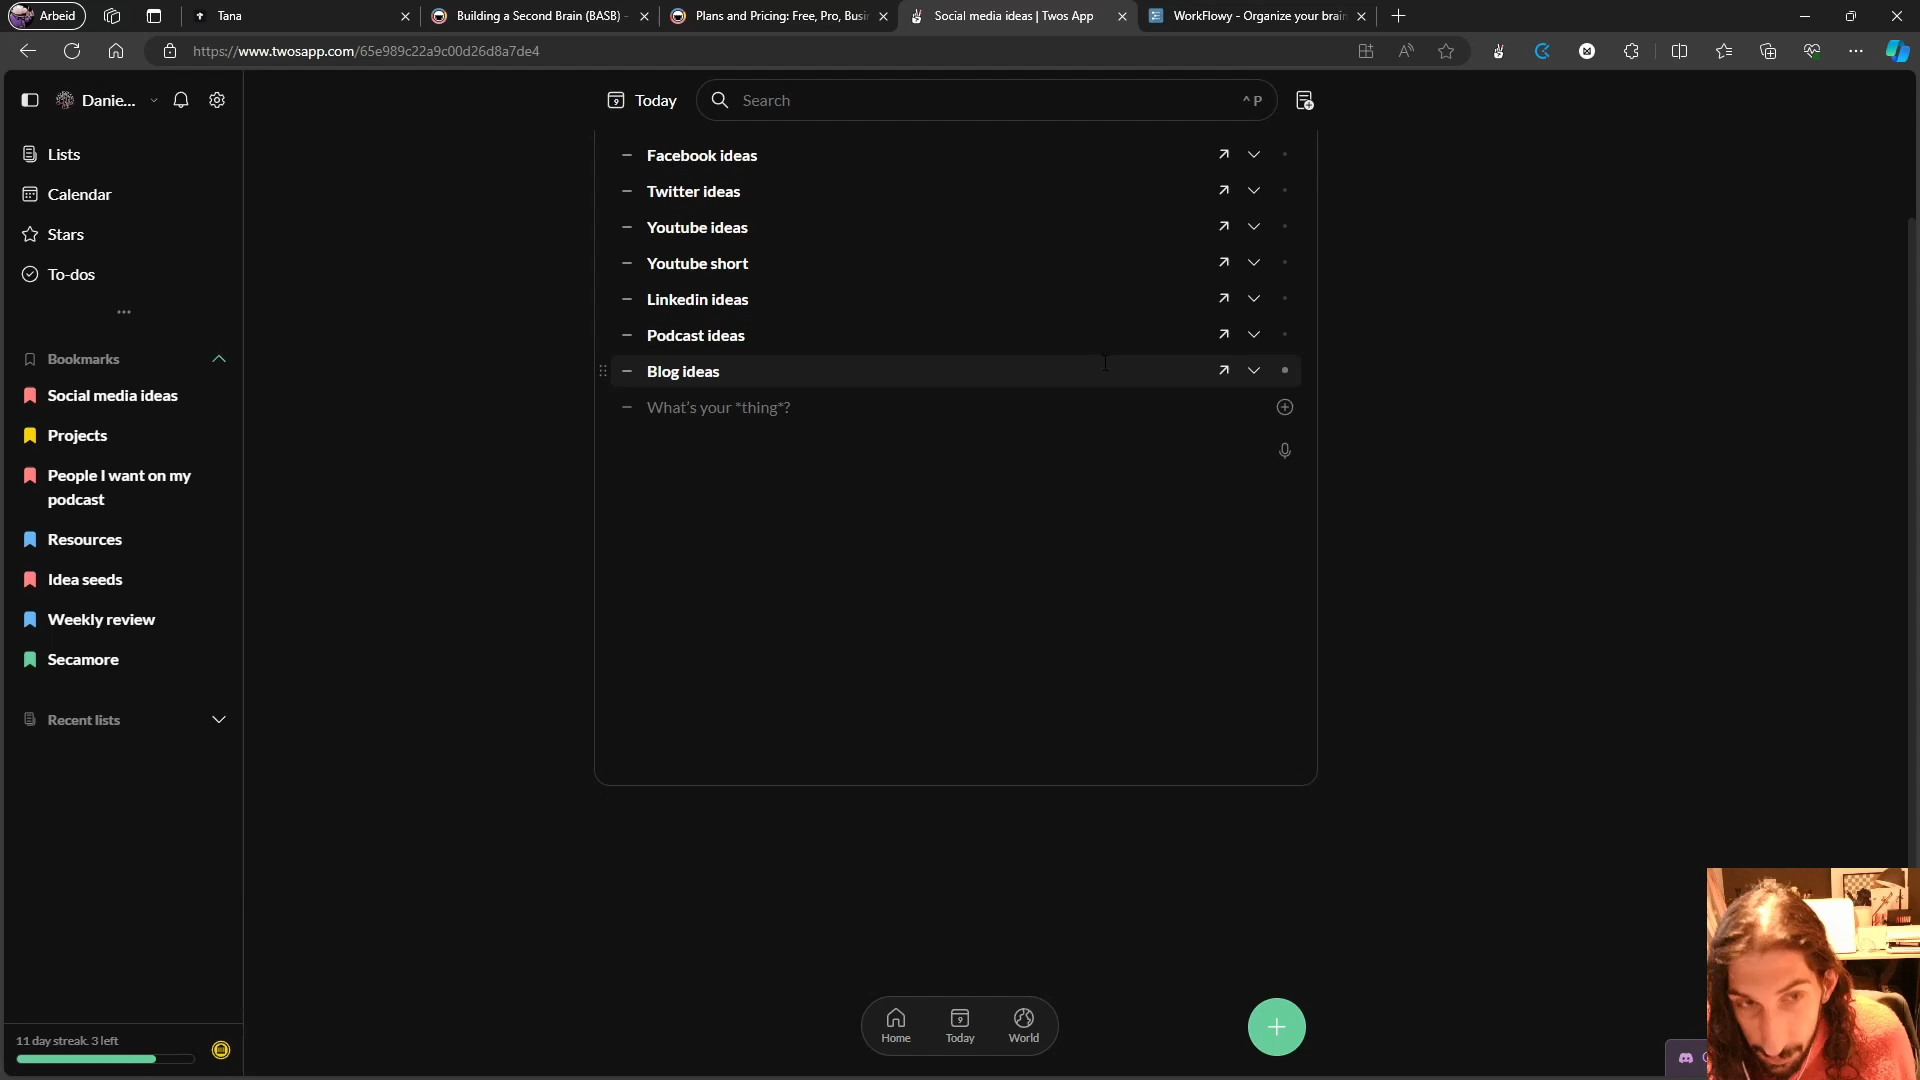 Arbeid
Tana
Building a Second Brain (BASB) -
Plans and Pricing: Free, Pro, Busi
Social media ideas | Twos App
WorkFlowy - Organize your brain
https://www.twosapp.com/65e989c22a9c00d26d8a7de4
Danie...
9 Today
Search
^ P
Lists
Calendar
Stars
To-dos
Bookmarks
Social media ideas
Projects
People I want on my
podcast
Resources
Idea seeds
Weekly review
Secamore
Recent lists
11 day streak. 3 left
Facebook ideas
Twitter ideas
Youtube ideas
Youtube short
Linkedin ideas
Podcast ideas
Blog ideas
What's your *thing*?
9
Home
Today
World